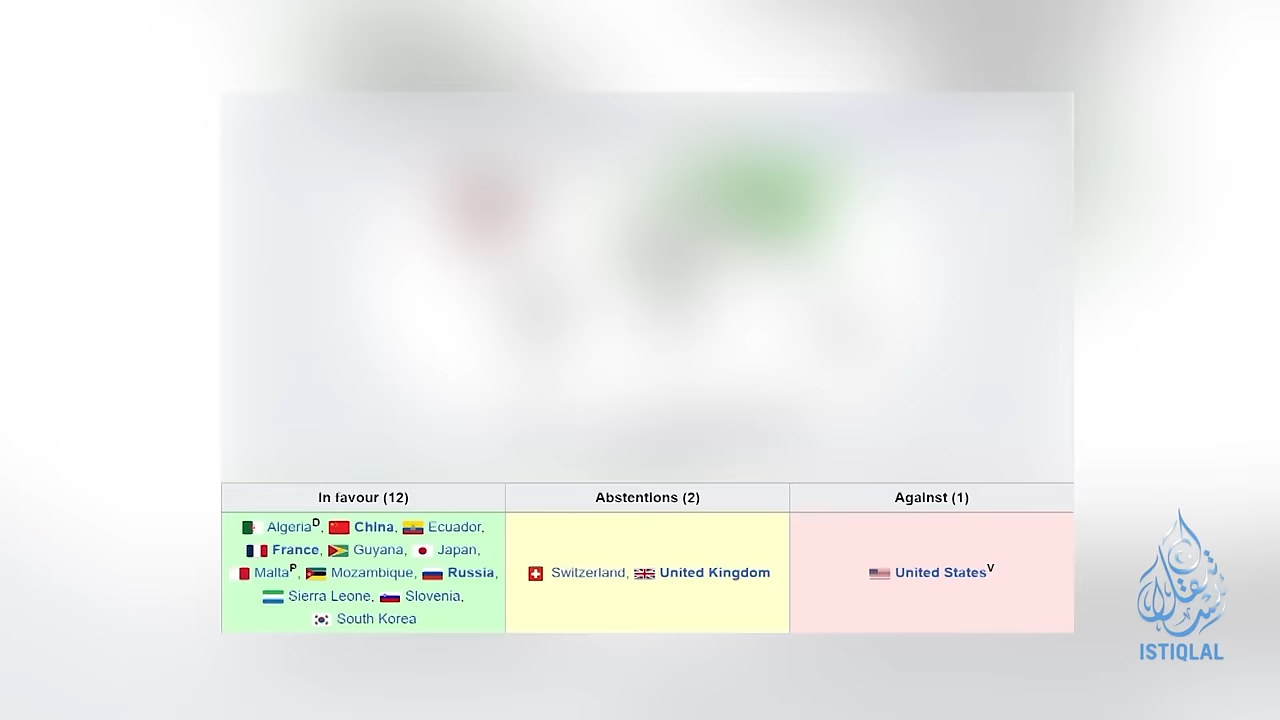 In favour (12)
Abstentions (2)
Against (1)
Algeriaᴰ, China, Ecuador,
France, Guyana, Japan,
Maltaᴾ, Mozambique, Russia,
Sierra Leone, Slovenia,
South Korea
Switzerland, United Kingdom
United Statesⱽ
استقلال
ISTIQLAL